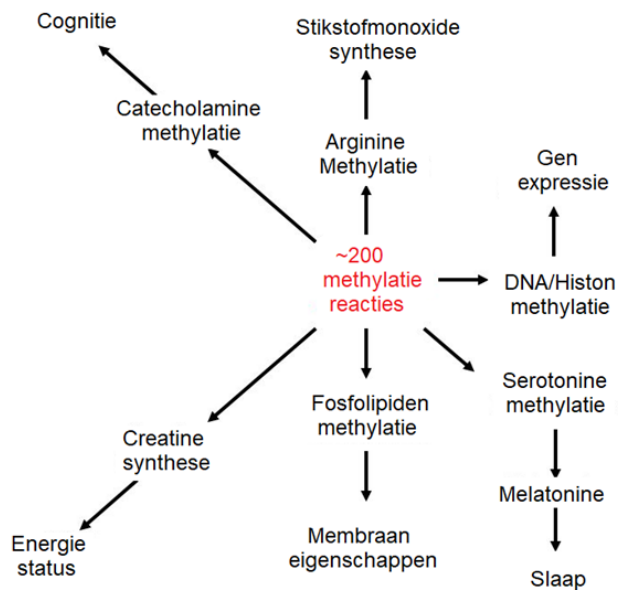 Cognitie
Stikstofmonoxide
synthese
Catecholamine
methylatie
Arginine
Methylatie
Gen
expressie
~200
methylatie
reacties
DNA/Histon
methylatie
Serotonine
methylatie
Fosfolipiden
methylatie
Creatine
synthese
Melatonine
Energie
status
Membraan
eigenschappen
Slaap